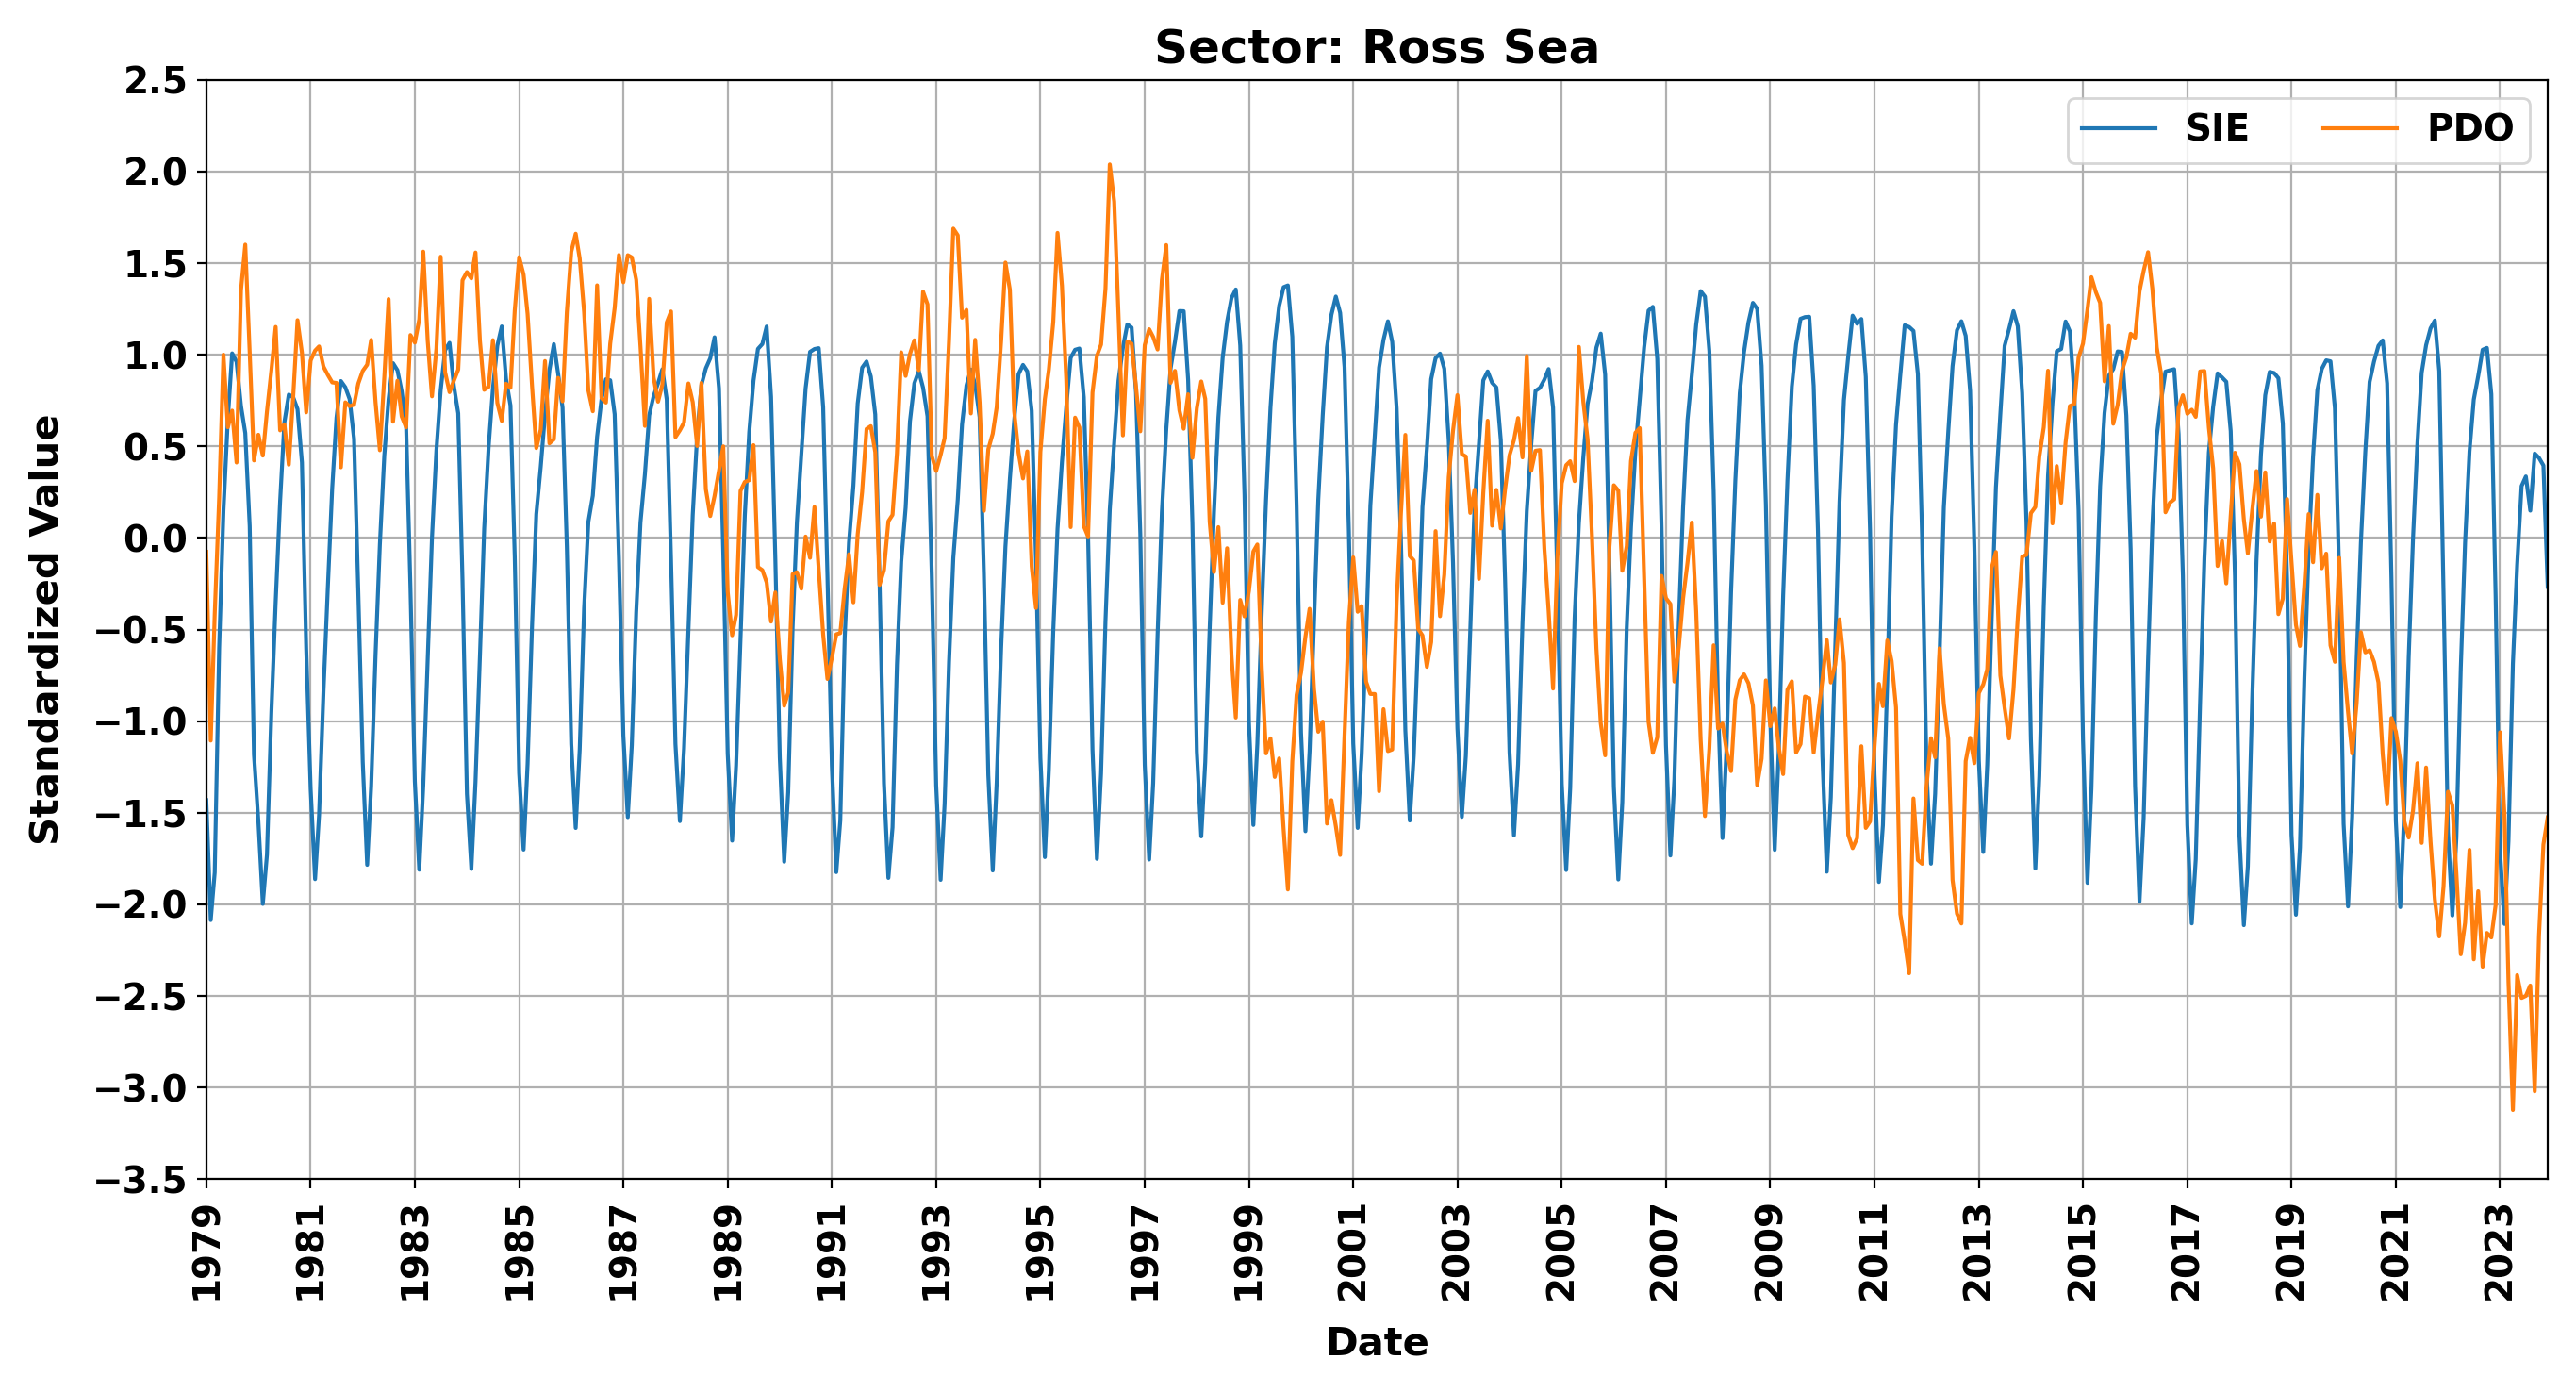 Sector: Ross Sea
SIE PDO
Standardized Value
2.5
2.0
1.5
1.0
0.5
0.0
−0.5
−1.0
−1.5
−2.0
−2.5
−3.0
−3.5
1979 1981 1983 1985 1987 1989 1991 1993 1995 1997 1999 2001 2003 2005 2007 2009 2011 2013 2015 2017 2019 2021 2023
Date